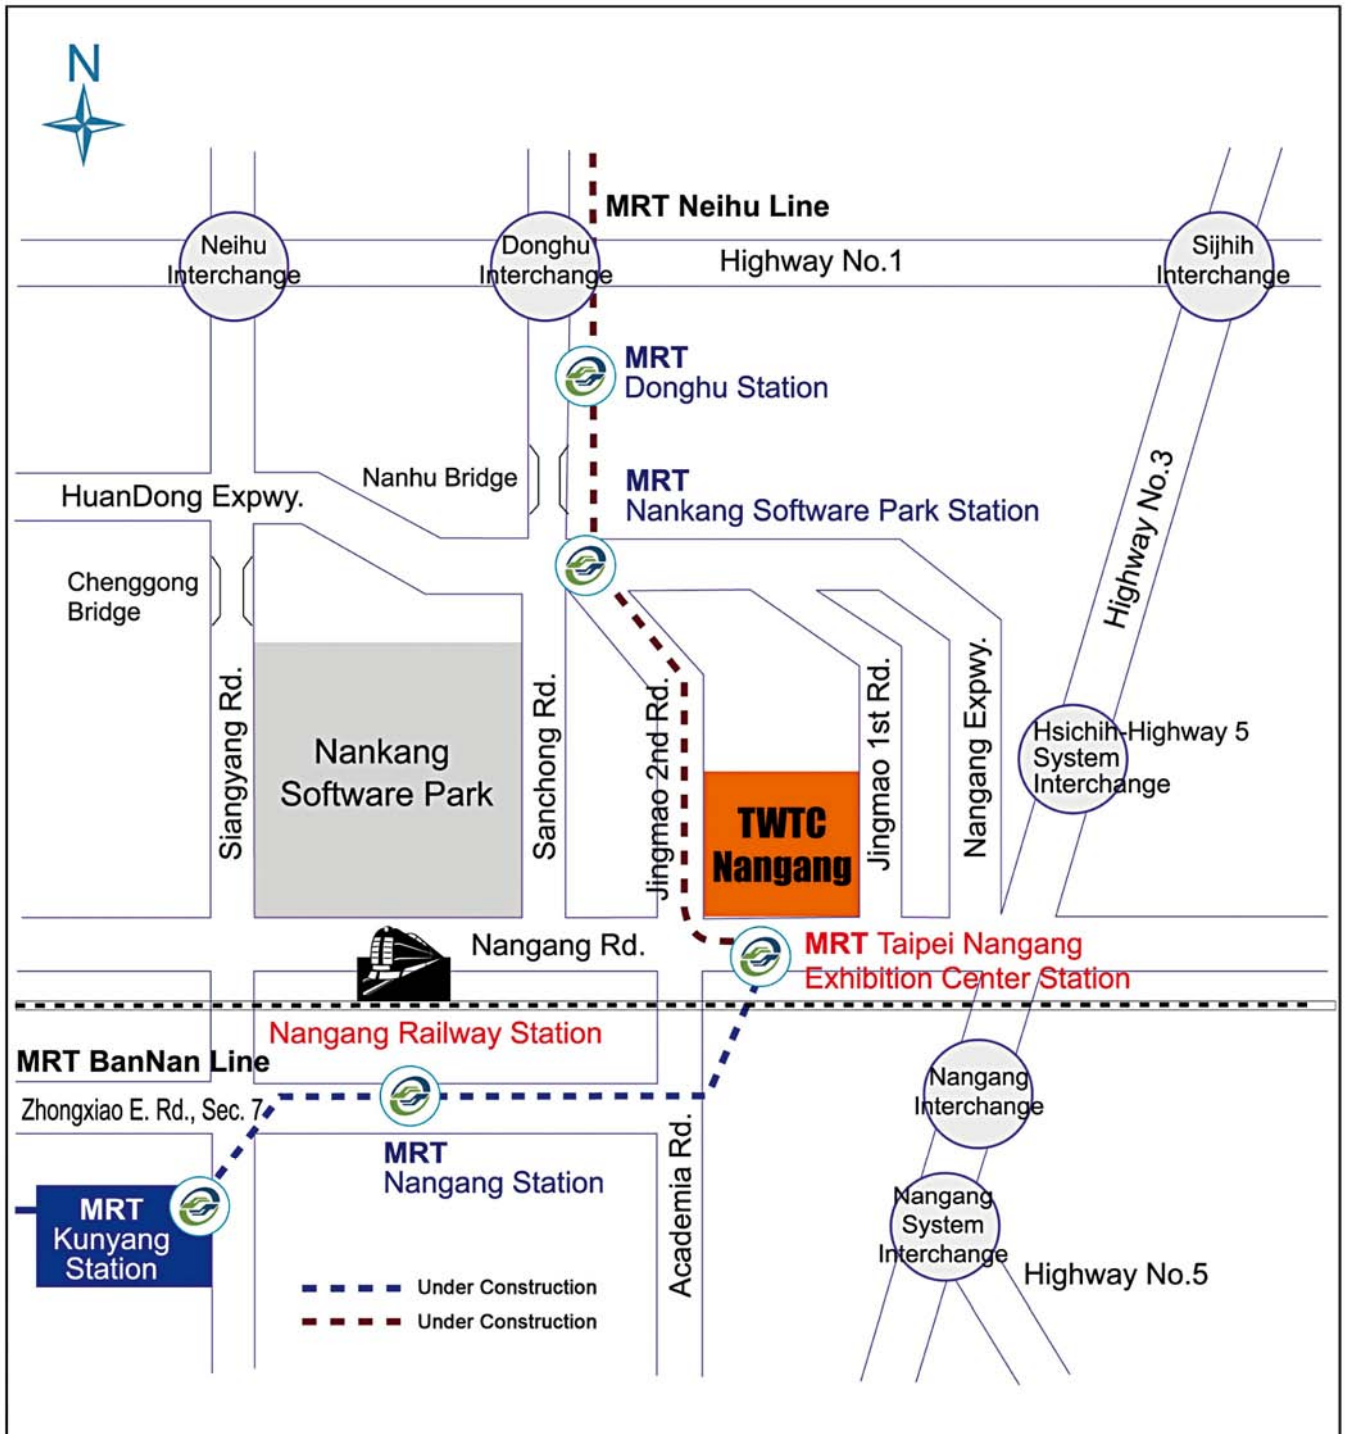 N
MRT Neihu Line
Neihu
Interchange
Donghu
Interchange
Highway No.1
Sijhih
Interchange
MRT
Donghu Station
Nanhu Bridge
MRT
Nankang Software Park Station
HuanDong Expwy.
Highway No.3
Chenggong
Bridge
Siangyang Rd.
Nankang
Software Park
Sanchong Rd.
Jingmao 2nd Rd.
TWTC
Nangang
Jingmao 1st Rd.
Nangang Expwy.
Hsichih-Highway 5
System
Interchange
Nangang Rd.
MRT Taipei Nangang
Exhibition Center Station
Nangang Railway Station
MRT BanNan Line
Zhongxiao E. Rd., Sec. 7
Nangang
Interchange
MRT
Nangang Station
Academia Rd.
MRT
Kunyang
Station
Nangang
System
Interchange
Highway No.5
Under Construction
Under Construction